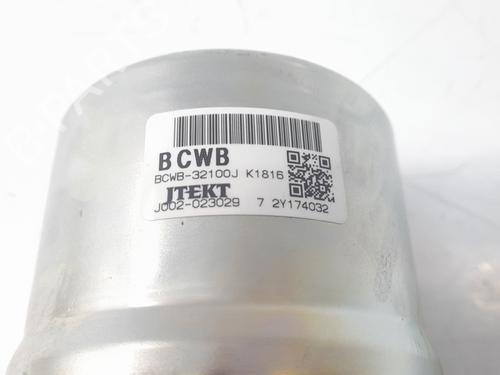 BCWB
BCWB-32100J K1816
JTEKT
J002-023029 7 2Y174032